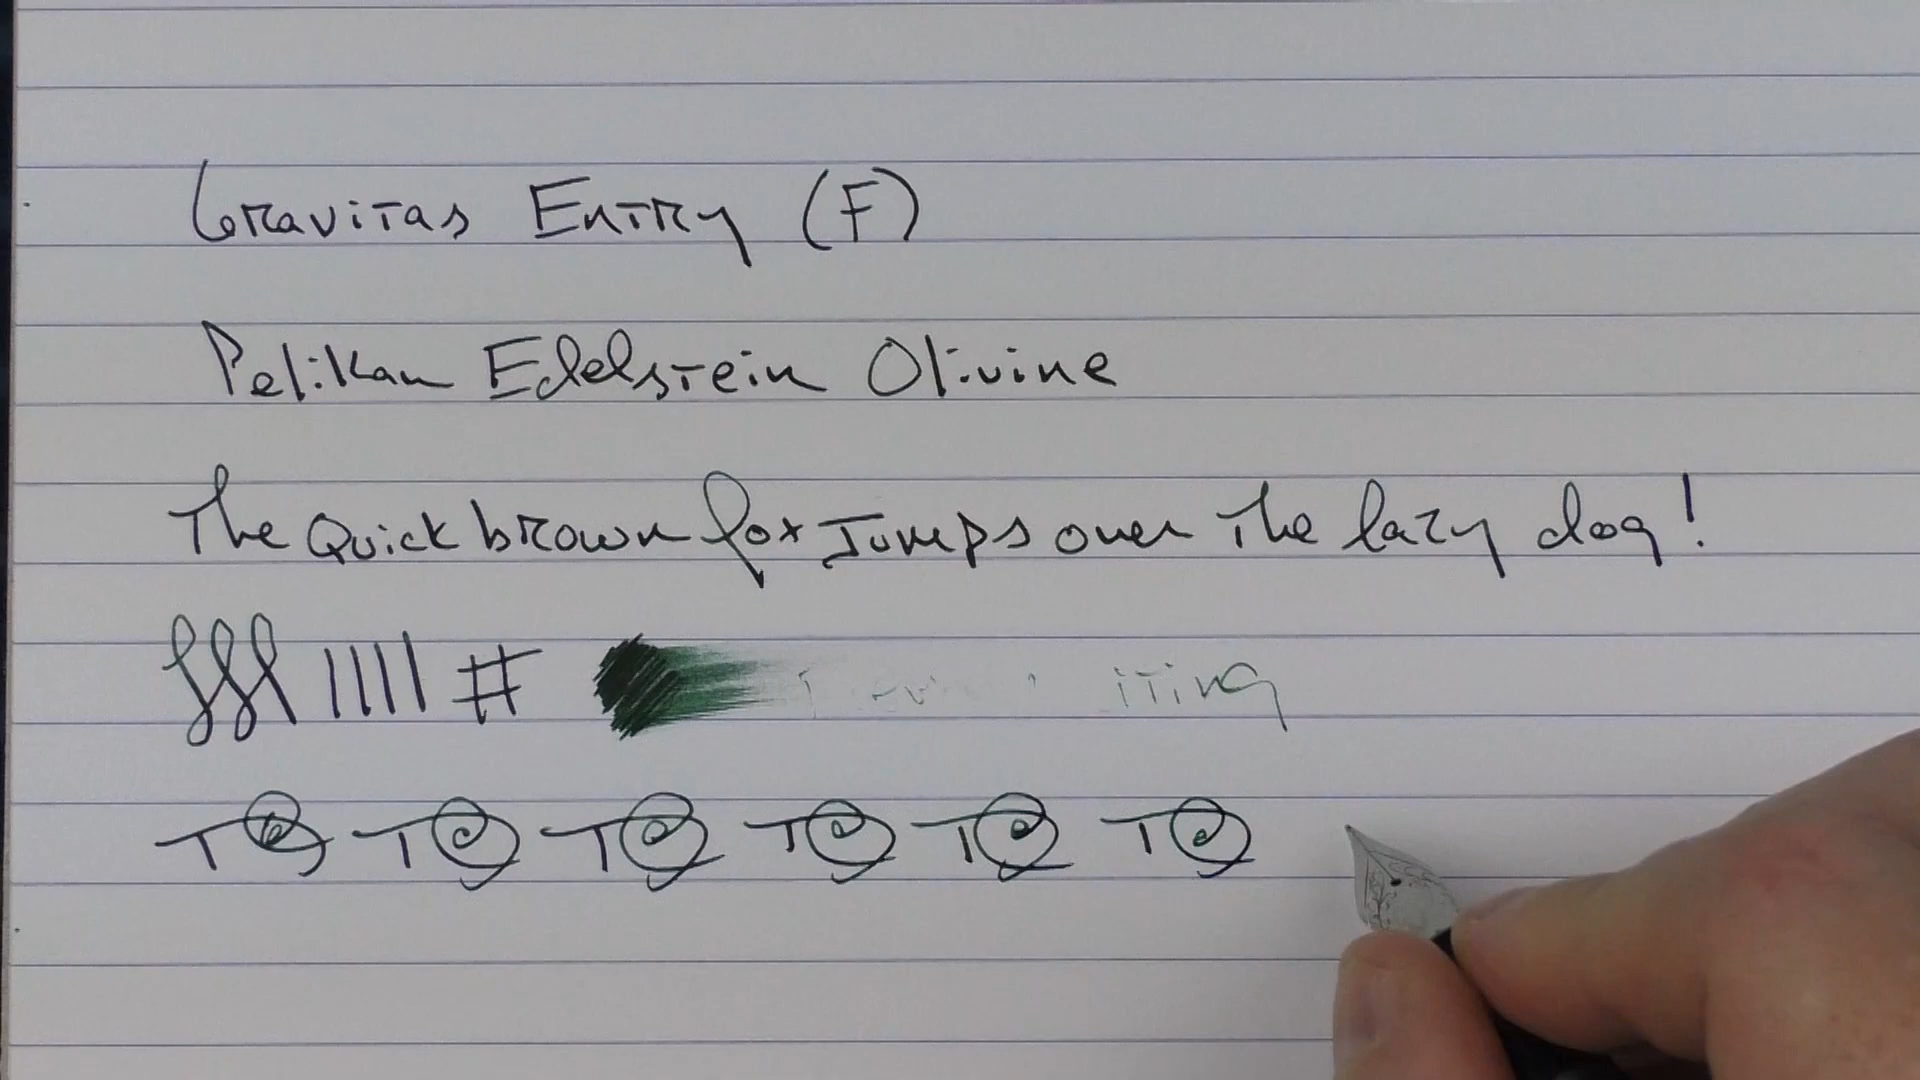 Gravitas Entry (F)
Pelikan Edelstein Olivine
The Quick brown fox Jumps over The lazy dog!
#